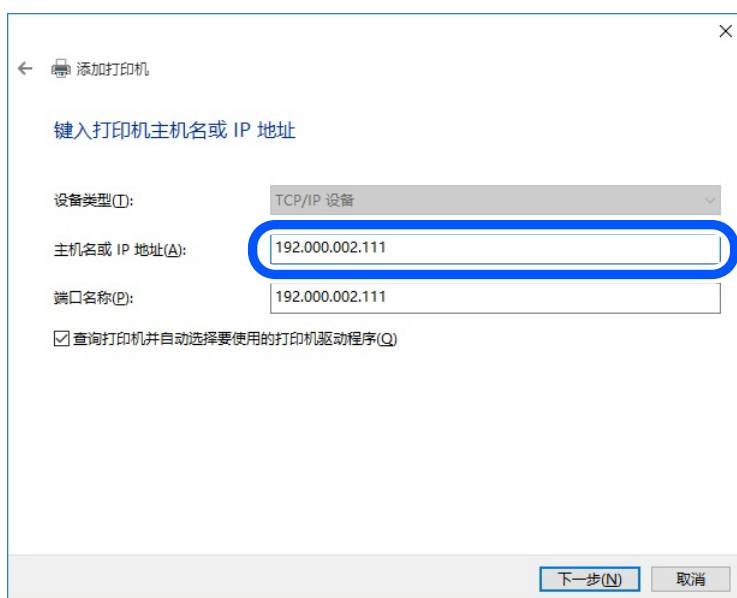 添加打印机
键入打印机主机名或 IP 地址
设备类型(T): TCP/IP 设备
主机名或 IP 地址(A): 192.000.002.111
端口名称(P): 192.000.002.111
查询打印机并自动选择要使用的打印机驱动程序(Q)
下一步(N) 取消